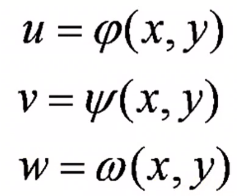 u = φ(x, y)
v = ψ(x, y)
w = ω(x, y)